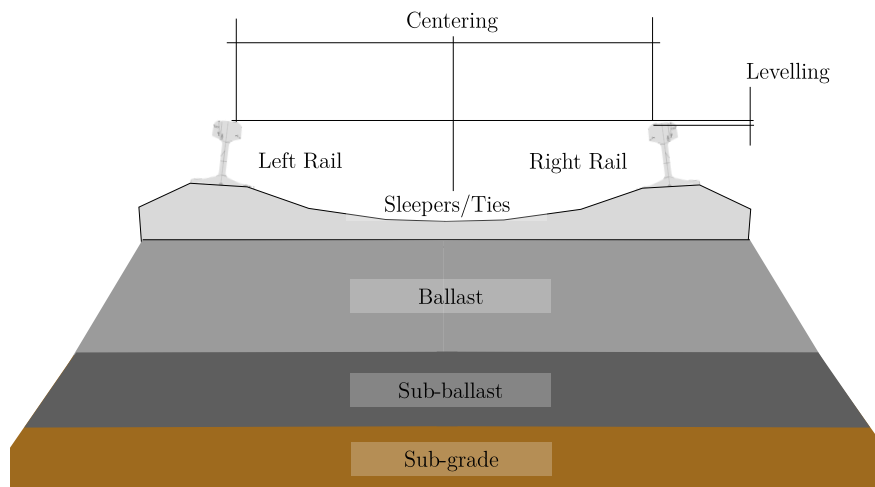 Centering
Levelling
Left Rail
Right Rail
Sleepers/Ties
Ballast
Sub-ballast
Sub-grade